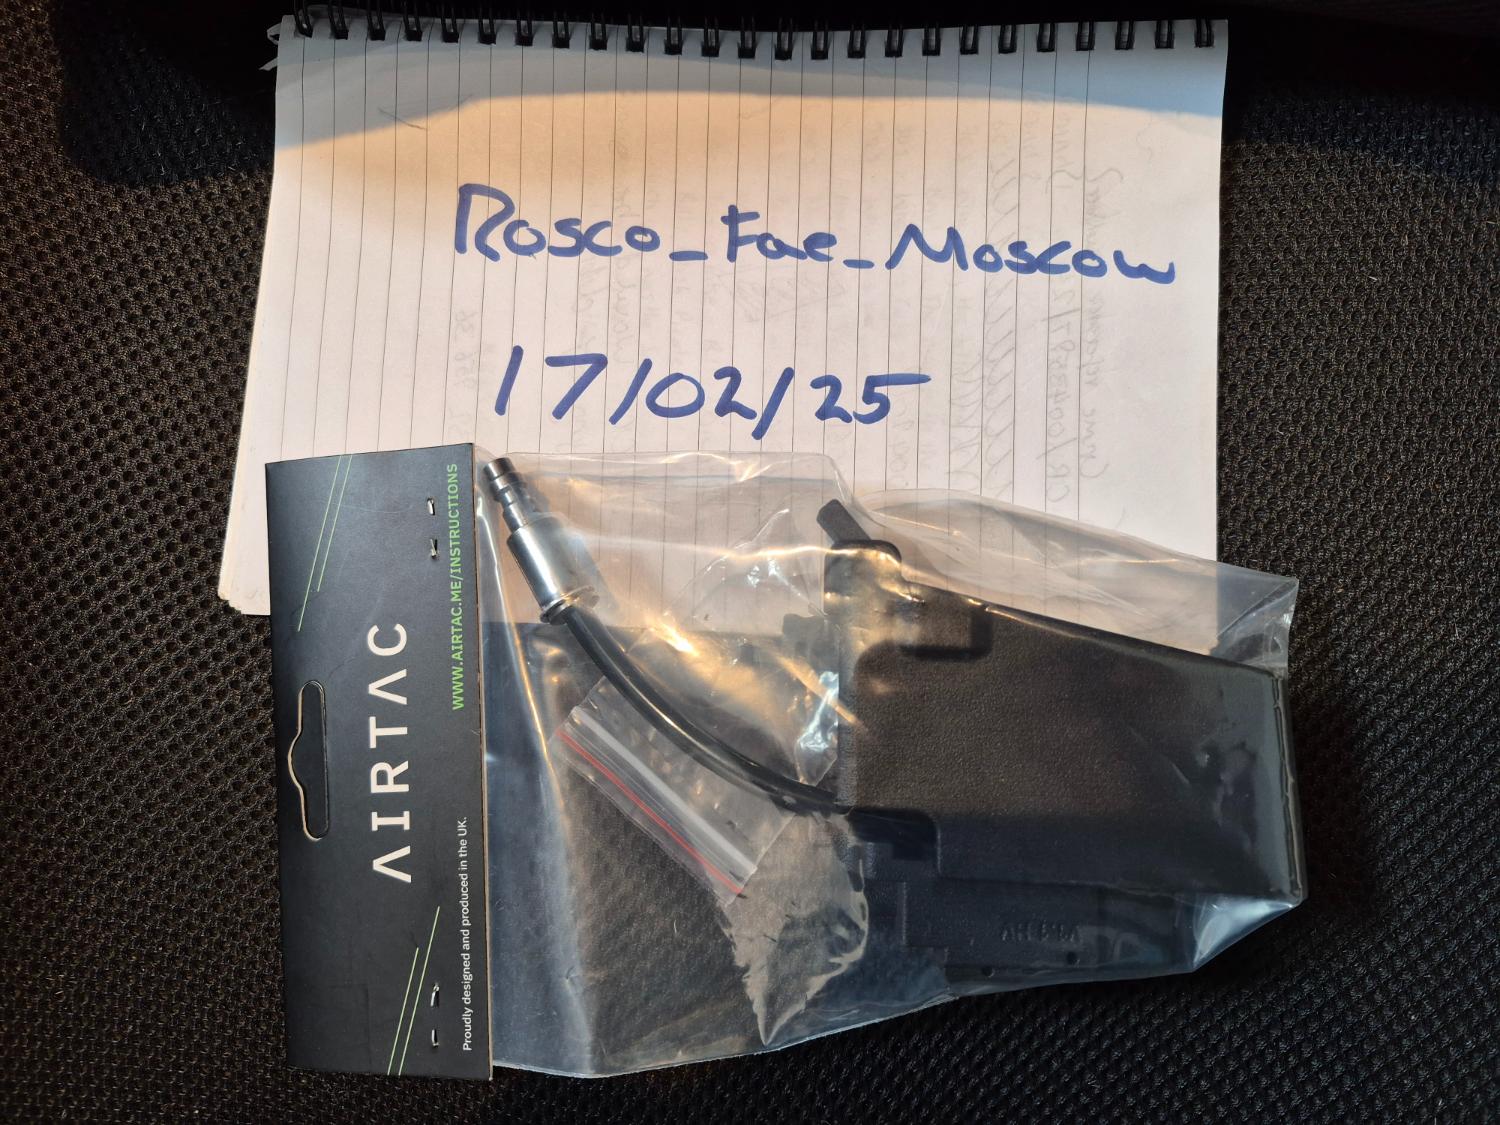 Rosco_Fae_Moscow
17/02/25
AIRTAC
WWW.AIRTAC.ME/INSTRUCTIONS
Proudly designed and produced in the UK.